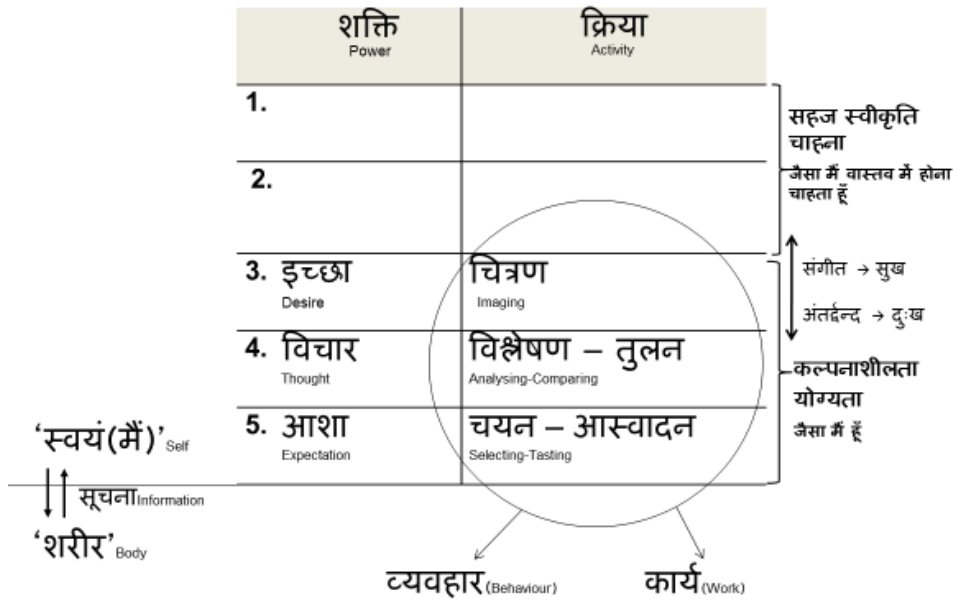 शक्ति क्रिया
Power Activity
1.
2.
सहज स्वीकृति
चाहना
जैसा मैं वास्तव में होना
चाहता हूँ
3. इच्छा चित्रण
Desire Imaging
संगीत → सुख
अंतर्द्वन्द → दुःख
4. विचार विश्लेषण – तुलन
Thought Analysing-Comparing
कल्पनाशीलता
योग्यता
जैसा मैं हूँ
5. आशा चयन – आस्वादन
Expectation Selecting-Tasting
‘स्वयं(मैं)’ Self
सूचना Information
‘शरीर’ Body
व्यवहार (Behaviour) कार्य (Work)